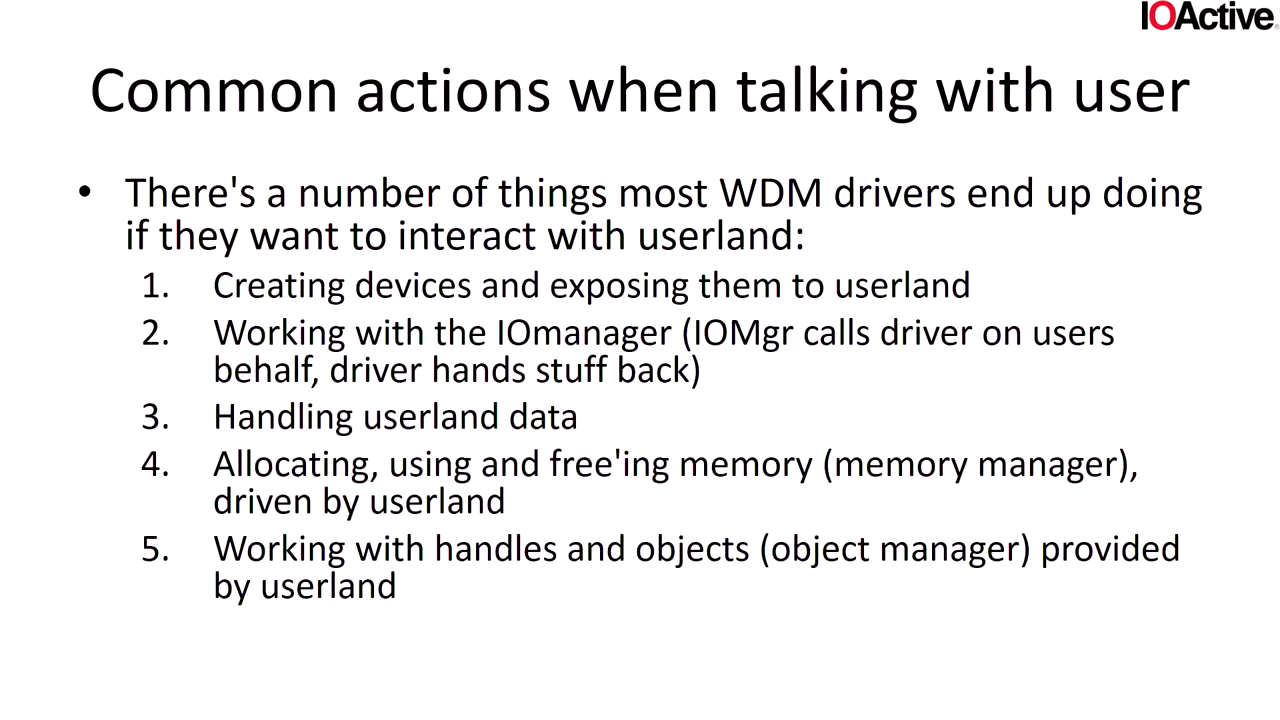 IOActive
Common actions when talking with user
• There's a number of things most WDM drivers end up doing
if they want to interact with userland:
1. Creating devices and exposing them to userland
2. Working with the IOmanager (IOMgr calls driver on users
behalf, driver hands stuff back)
3. Handling userland data
4. Allocating, using and free'ing memory (memory manager),
driven by userland
5. Working with handles and objects (object manager) provided
by userland